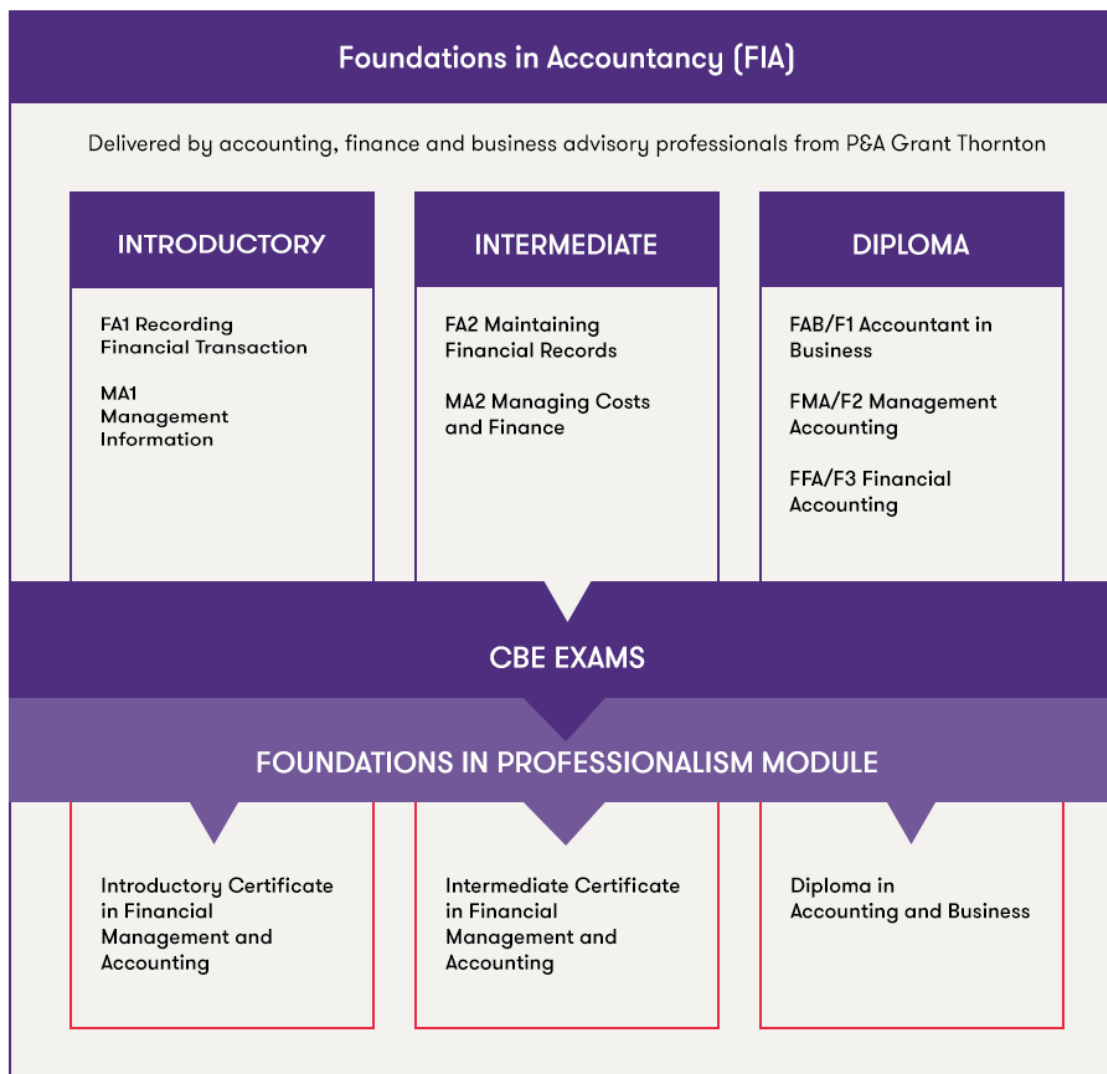 Foundations in Accountancy (FIA)
Delivered by accounting, finance and business advisory professionals from P&A Grant Thornton
INTRODUCTORY
FA1 Recording
Financial Transaction
MA1
Management
Information
INTERMEDIATE
FA2 Maintaining
Financial Records
MA2 Managing Costs
and Finance
DIPLOMA
FAB/F1 Accountant in
Business
FMA/F2 Management
Accounting
FFA/F3 Financial
Accounting
CBE EXAMS
FOUNDATIONS IN PROFESSIONALISM MODULE
Introductory Certificate
in Financial
Management and
Accounting
Intermediate Certificate
in Financial
Management and
Accounting
Diploma in
Accounting and Business